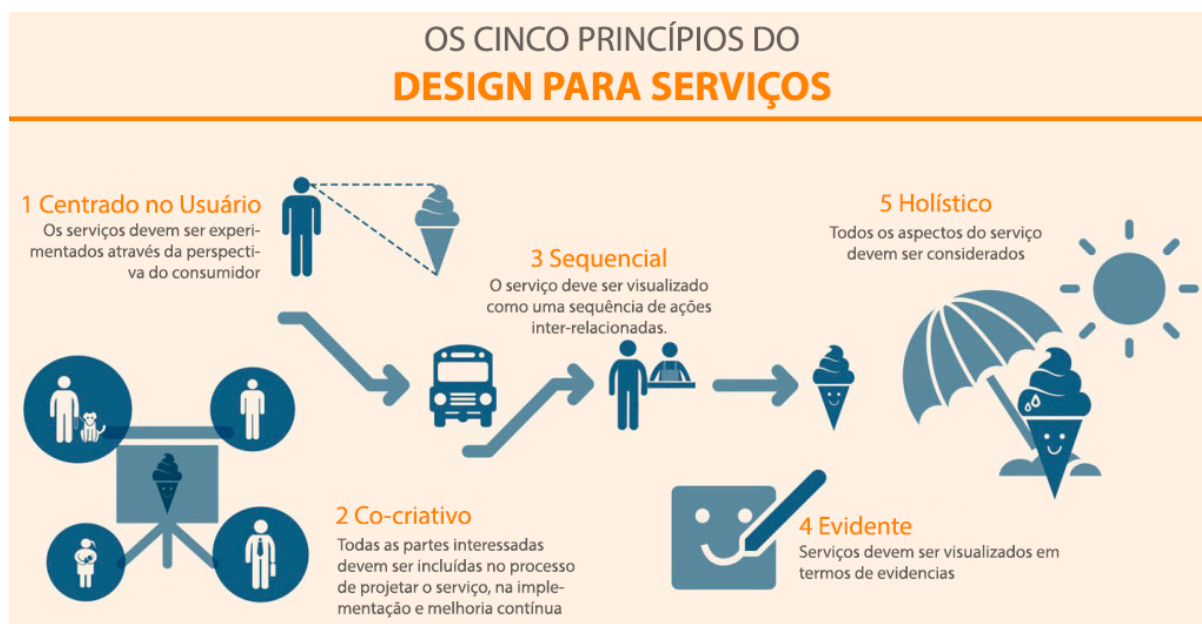 OS CINCO PRINCÍPIOS DO
DESIGN PARA SERVIÇOS
1 Centrado no Usuário
Os serviços devem ser experi-
mentados através da perspecti-
va do consumidor
2 Co-criativo
Todas as partes interessadas
devem ser incluídas no processo
de projetar o serviço, na imple-
mentação e melhoria contínua
3 Sequencial
O serviço deve ser visualizado
como uma sequência de ações
inter-relacionadas.
4 Evidente
Serviços devem ser visualizados em
termos de evidencias
5 Holístico
Todos os aspectos do serviço
devem ser considerados